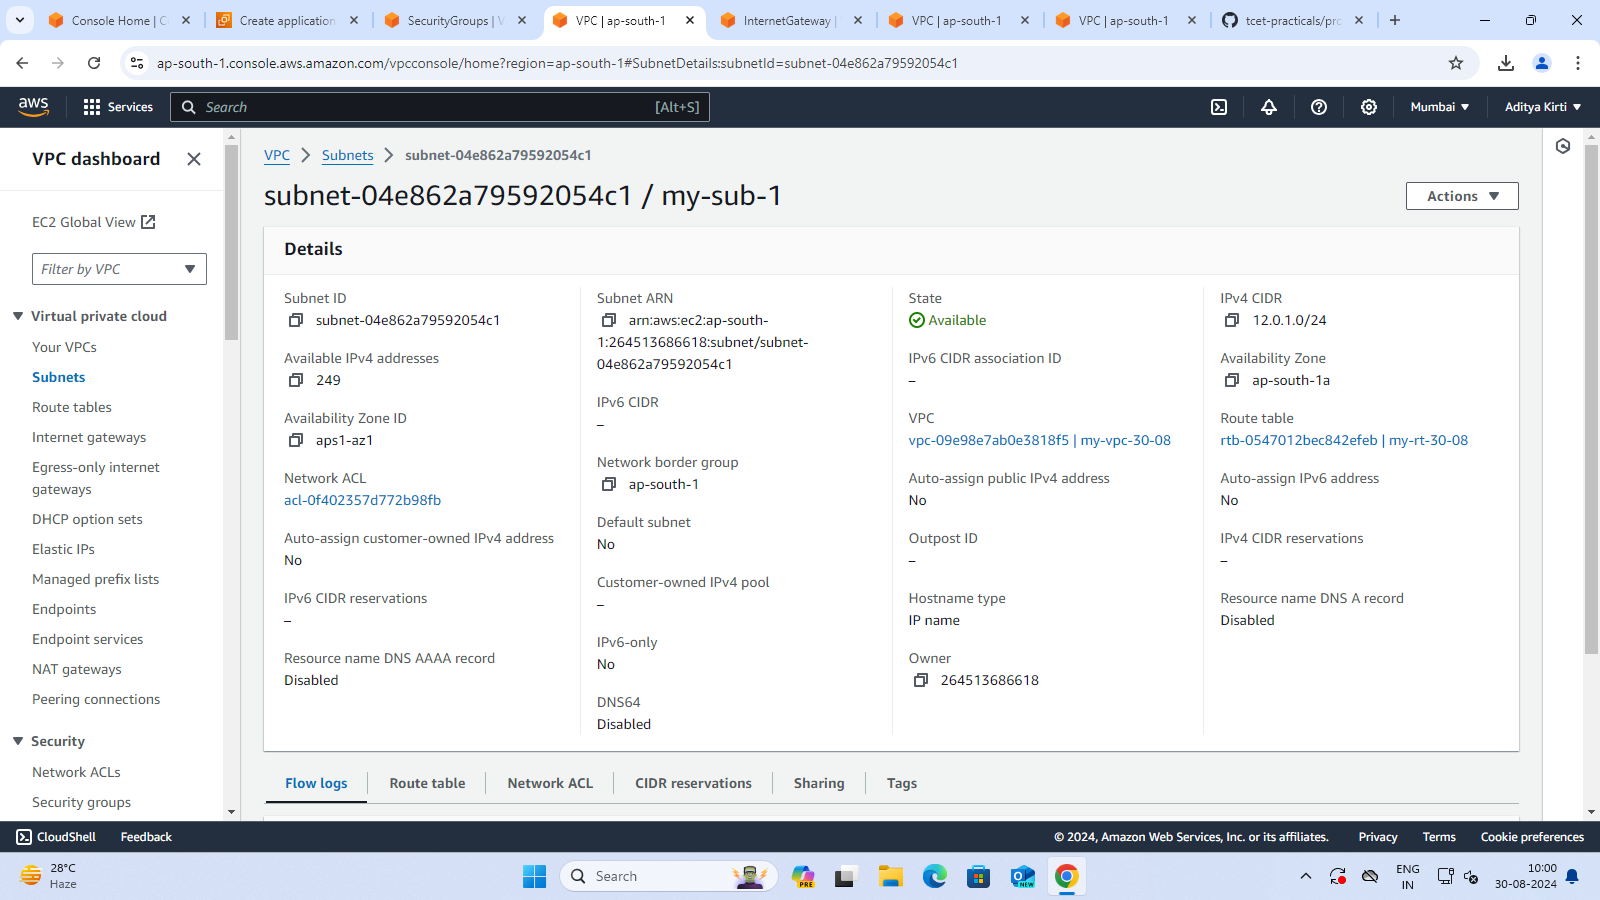 Console Home | C
Create application
SecurityGroups | V
VPC | ap-south-1
InternetGateway |
VPC | ap-south-1
VPC | ap-south-1
tcet-practicals/pro
ap-south-1.console.aws.amazon.com/vpcconsole/home?region=ap-south-1#SubnetDetails:subnetId=subnet-04e862a79592054c1
aws
Services
Search
[Alt+S]
Mumbai
Aditya Kirti
VPC dashboard
EC2 Global View
Filter by VPC
Virtual private cloud
Your VPCs
Subnets
Route tables
Internet gateways
Egress-only internet
gateways
DHCP option sets
Elastic IPs
Managed prefix lists
Endpoints
Endpoint services
NAT gateways
Peering connections
Security
Network ACLs
Security groups
VPC
Subnets
subnet-04e862a79592054c1
subnet-04e862a79592054c1 / my-sub-1
Actions
Details
Subnet ID
subnet-04e862a79592054c1
Available IPv4 addresses
249
Availability Zone ID
aps1-az1
Network ACL
acl-0f402357d772b98fb
Auto-assign customer-owned IPv4 address
No
IPv6 CIDR reservations
–
Resource name DNS AAAA record
Disabled
Subnet ARN
arn:aws:ec2:ap-south-
1:264513686618:subnet/subnet-
04e862a79592054c1
IPv6 CIDR
–
Network border group
ap-south-1
Default subnet
No
Customer-owned IPv4 pool
–
IPv6-only
No
DNS64
Disabled
State
Available
IPv6 CIDR association ID
–
VPC
vpc-09e98e7ab0e3818f5 | my-vpc-30-08
Auto-assign public IPv4 address
No
Outpost ID
–
Hostname type
IP name
Owner
264513686618
IPv4 CIDR
12.0.1.0/24
Availability Zone
ap-south-1a
Route table
rtb-0547012bec842efeb | my-rt-30-08
Auto-assign IPv6 address
No
IPv4 CIDR reservations
–
Resource name DNS A record
Disabled
Flow logs
Route table
Network ACL
CIDR reservations
Sharing
Tags
CloudShell
Feedback
© 2024, Amazon Web Services, Inc. or its affiliates.
Privacy
Terms
Cookie preferences
28°C
Haze
Search
PRE
NEW
ENG
IN
10:00
30-08-2024